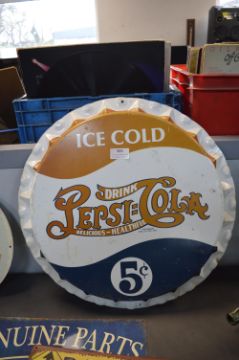 ICE COLD
DRINK
PEPSI=COLA
DELICIOUS - HEALTHFUL
5¢
NUINE PARTS